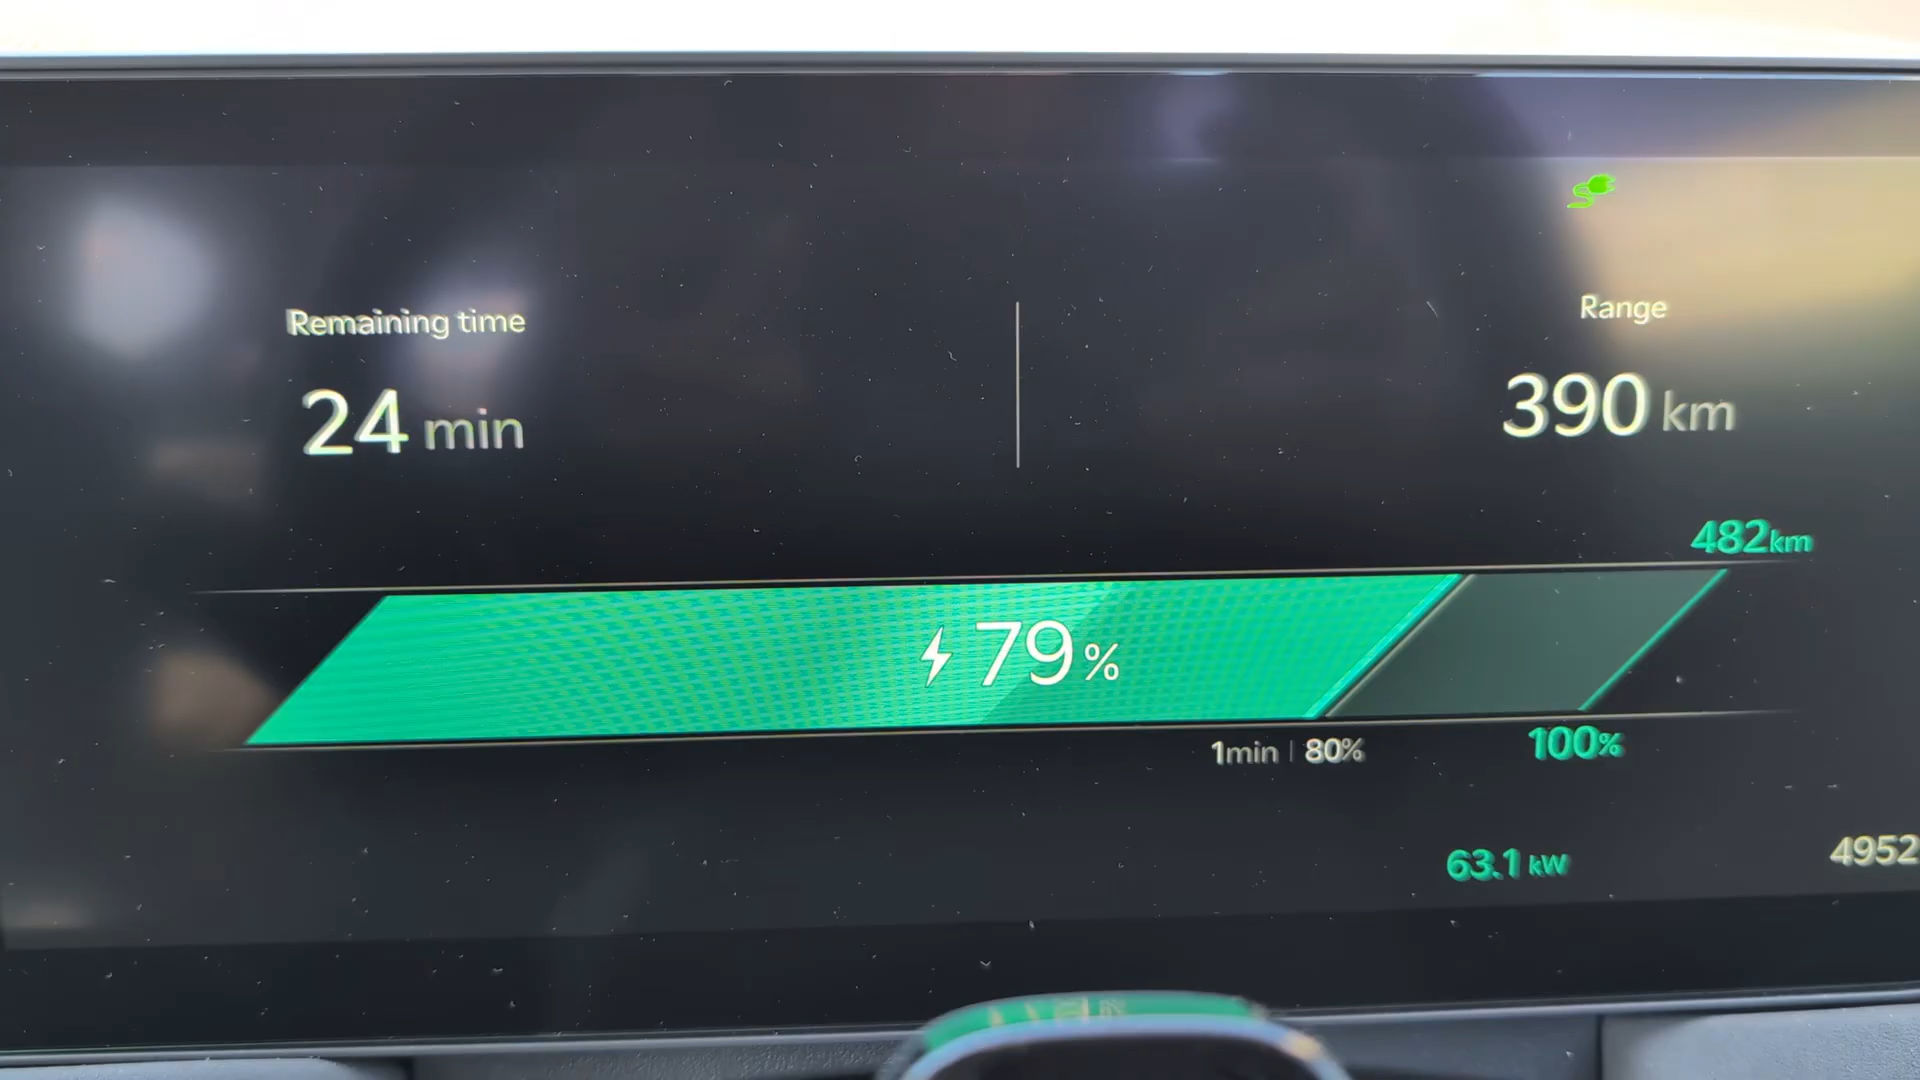 Remaining time
24 min
Range
390 km
482km
79%
1min | 80%
100%
63.1 kW
4952